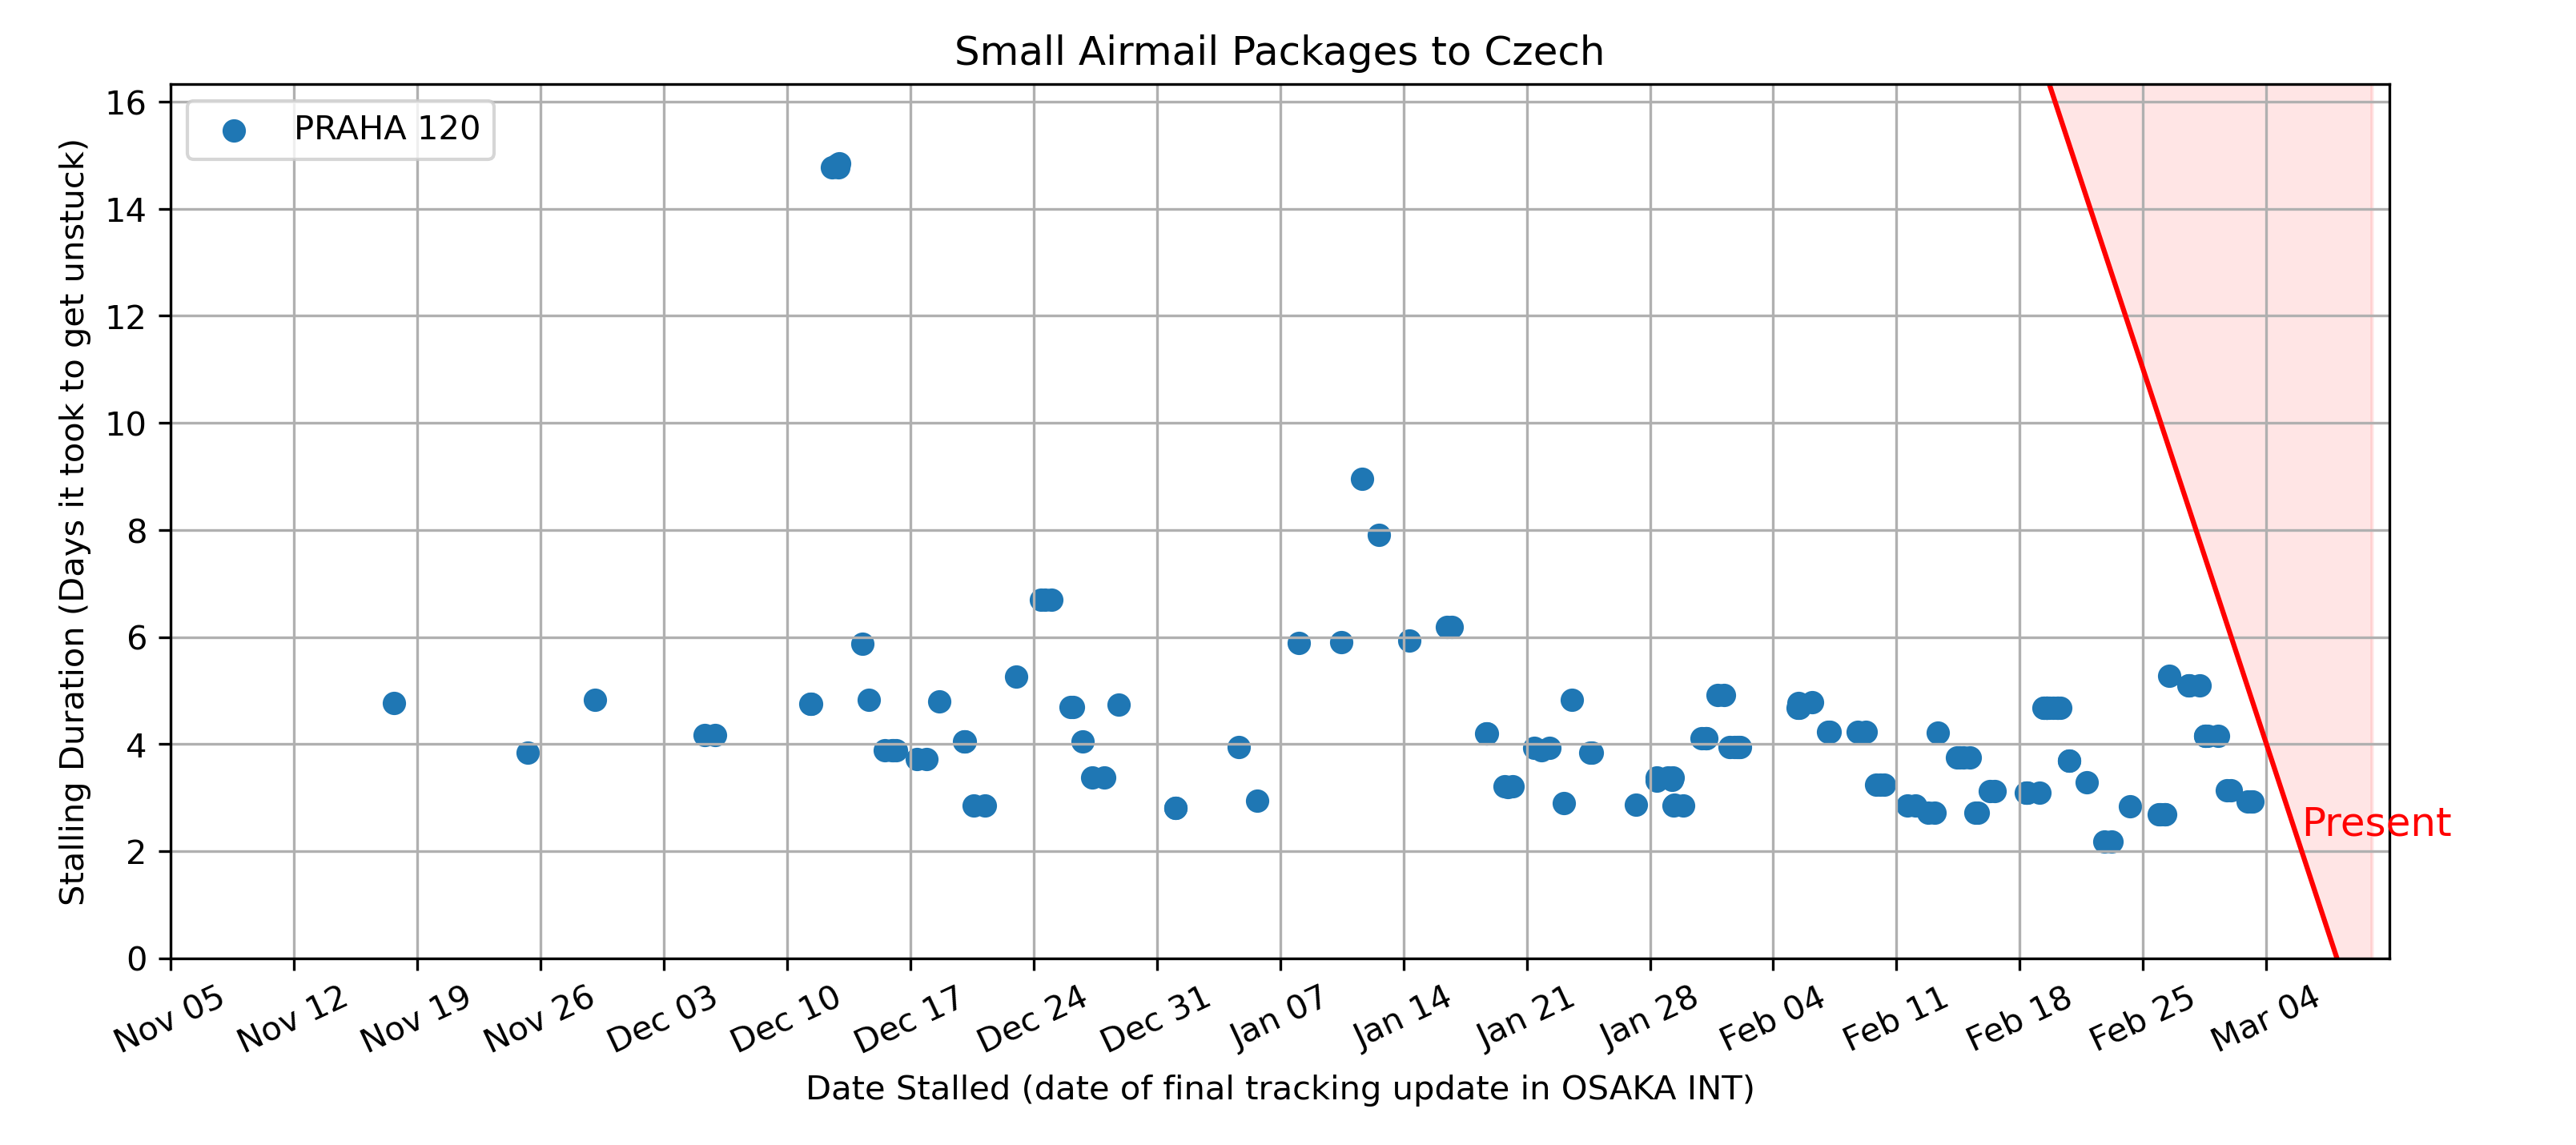 Small Airmail Packages to Czech
PRAHA 120
Stalling Duration (Days it took to get unstuck)
16
14
12
10
8
6
4
2
0
Present
Nov 05
Nov 12
Nov 19
Nov 26
Dec 03
Dec 10
Dec 17
Dec 24
Dec 31
Jan 07
Jan 14
Jan 21
Jan 28
Feb 04
Feb 11
Feb 18
Feb 25
Mar 04
Date Stalled (date of final tracking update in OSAKA INT)